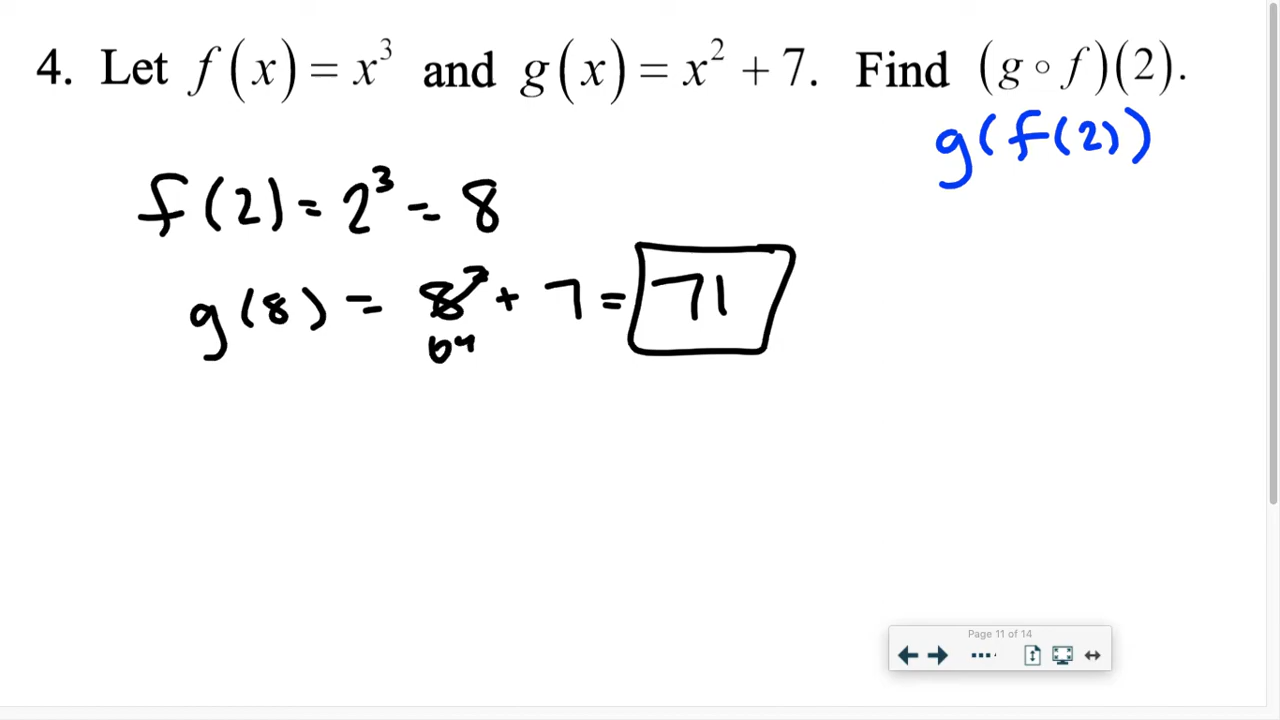 4. Let f(x) = x³ and g(x) = x² + 7. Find (g ∘ f)(2).
g(f(2))
f(2) = 2³ = 8
g(8) = 8² + 7 = 71
64
Page 11 of 14